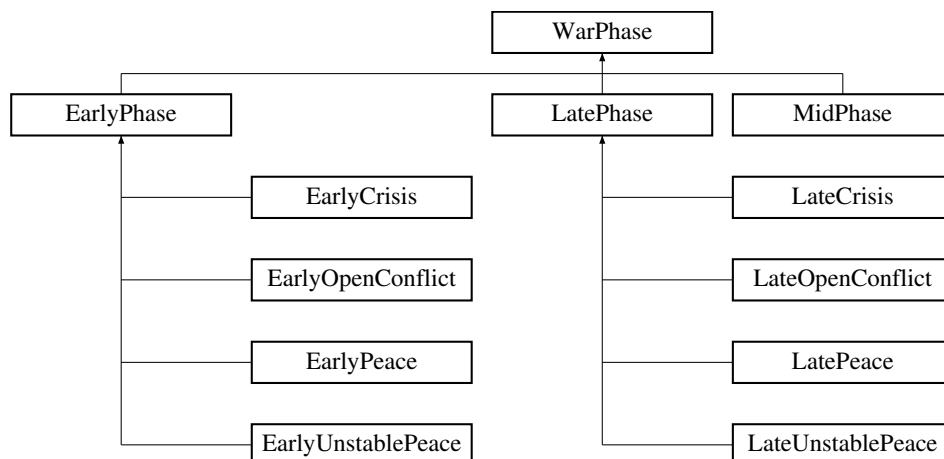 WarPhase
EarlyPhase
LatePhase
MidPhase
EarlyCrisis
LateCrisis
EarlyOpenConflict
LateOpenConflict
EarlyPeace
LatePeace
EarlyUnstablePeace
LateUnstablePeace